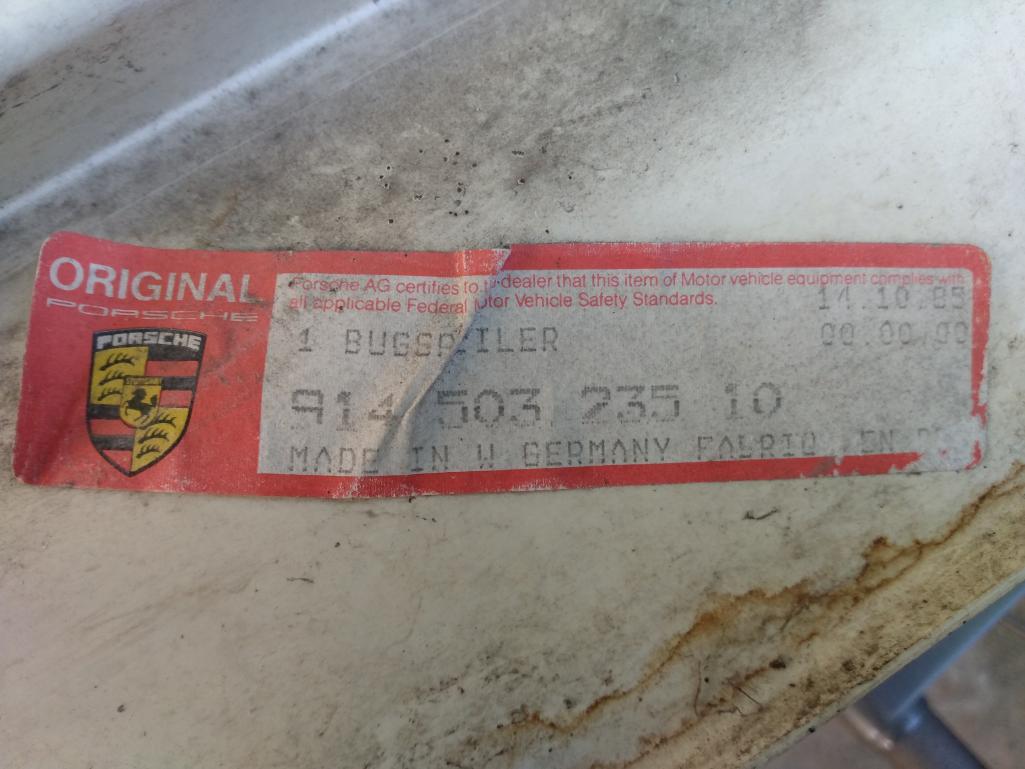 ORIGINAL
PORSCHE
PORSCHE
Porsche AG certifies to dealer that this item of Motor vehicle equipment complies with
all applicable Federal Vehicle Safety Standards.
14.10.85
1 BUGSPOILER
00.00.00
914 503 235 10
MADE IN W GERMANY